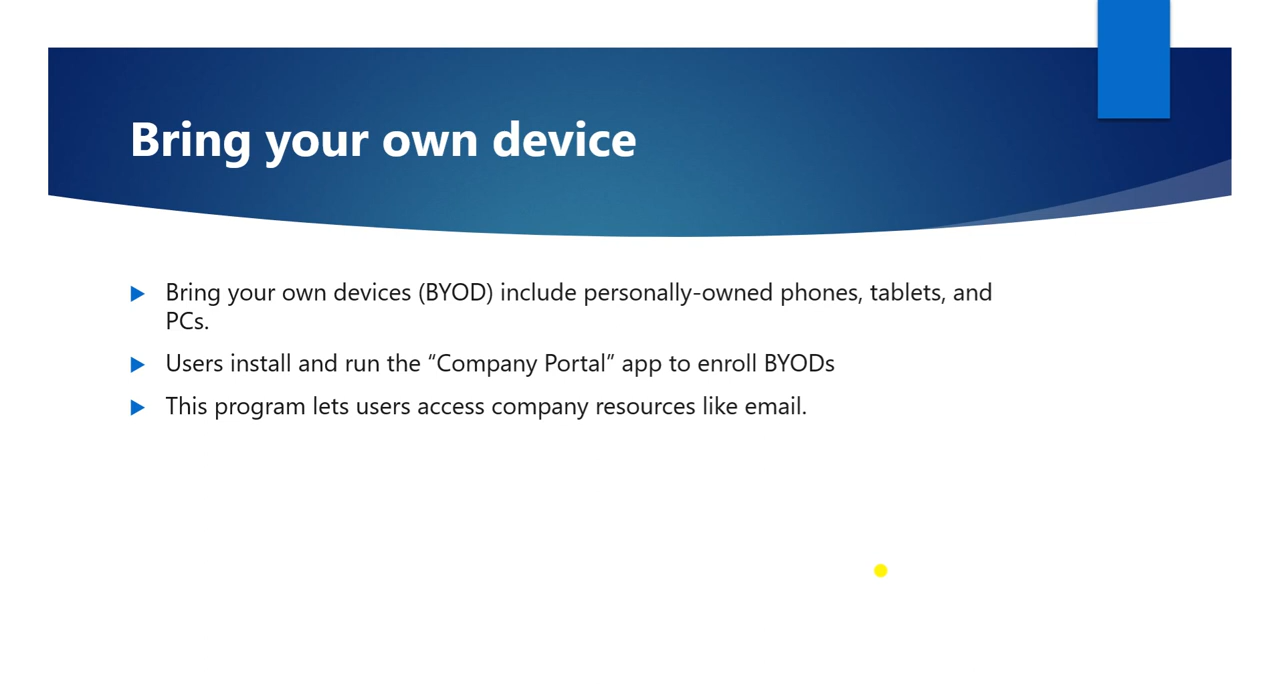 Bring your own device
Bring your own devices (BYOD) include personally-owned phones, tablets, and
PCs.
Users install and run the “Company Portal” app to enroll BYODs
This program lets users access company resources like email.